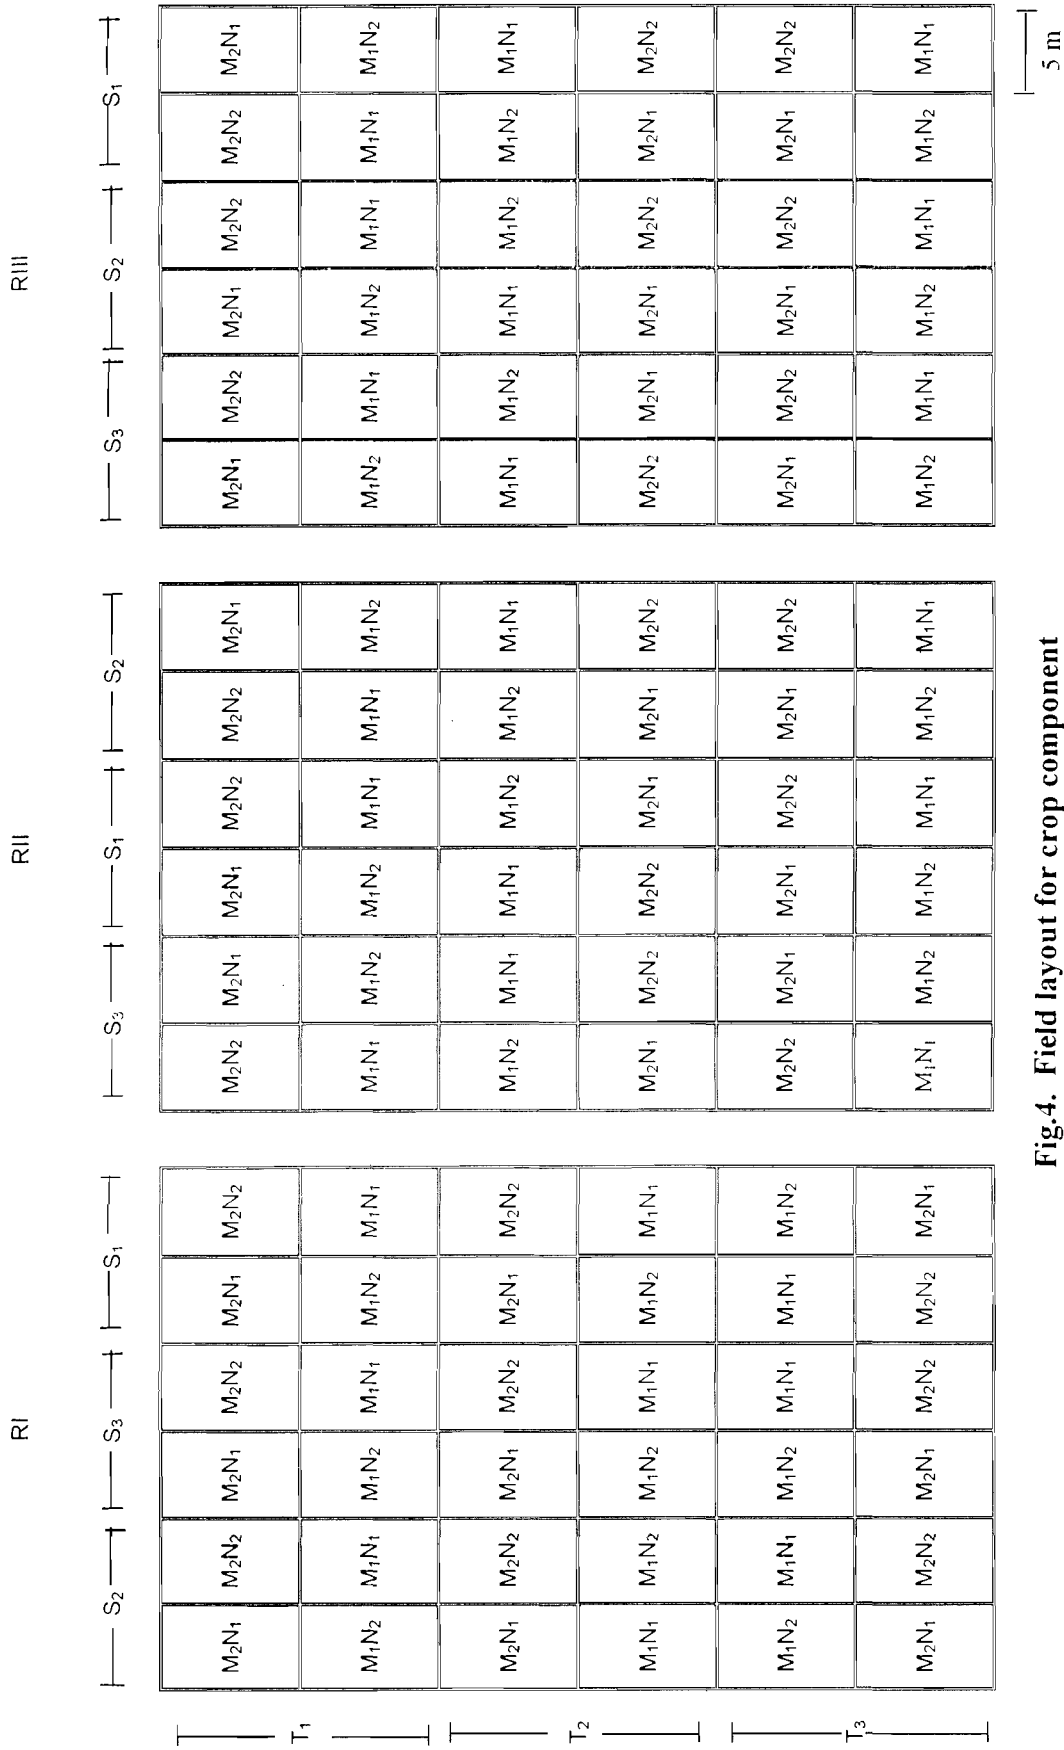 RI RII RIII
S₂ S₃ S₁ S₃ S₁ S₂ S₃ S₂ S₁
M₂N₁ M₂N₂ M₂N₁ M₂N₂ M₂N₁ M₂N₂ M₂N₂ M₂N₁ M₂N₁ M₂N₂ M₂N₂ M₂N₁ M₂N₁ M₂N₂ M₂N₁ M₂N₂ M₂N₂ M₂N₁
T₁
M₁N₂ M₁N₁ M₁N₂ M₁N₁ M₁N₂ M₁N₁ M₁N₁ M₁N₂ M₁N₂ M₁N₁ M₁N₁ M₁N₂ M₁N₂ M₁N₁ M₁N₂ M₁N₁ M₁N₁ M₁N₂
M₂N₁ M₂N₂ M₂N₁ M₂N₂ M₂N₁ M₂N₂ M₁N₂ M₁N₁ M₁N₁ M₁N₂ M₁N₂ M₁N₁ M₁N₁ M₁N₂ M₁N₁ M₁N₂ M₁N₂ M₁N₁
T₂
M₁N₁ M₁N₂ M₁N₂ M₁N₁ M₁N₂ M₁N₁ M₂N₁ M₂N₂ M₂N₂ M₂N₁ M₂N₁ M₂N₂ M₂N₂ M₂N₁ M₂N₁ M₂N₂ M₂N₁ M₂N₂
M₁N₂ M₁N₁ M₁N₂ M₁N₁ M₁N₁ M₁N₂ M₂N₂ M₂N₁ M₂N₁ M₂N₂ M₂N₁ M₂N₂ M₂N₁ M₂N₂ M₂N₁ M₂N₂ M₂N₁ M₂N₂
T₃
M₂N₁ M₂N₂ M₂N₁ M₂N₂ M₂N₂ M₂N₁ M₁N₁ M₁N₂ M₁N₂ M₁N₁ M₁N₂ M₁N₁ M₁N₂ M₁N₁ M₁N₂ M₁N₁ M₁N₂ M₁N₁
5 m
Fig.4. Field layout for crop component